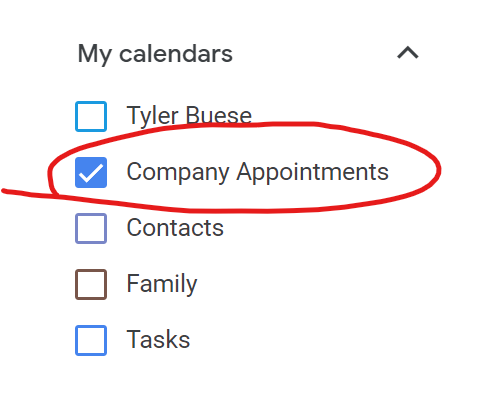 My calendars
Tyler Buese
Company Appointments
Contacts
Family
Tasks